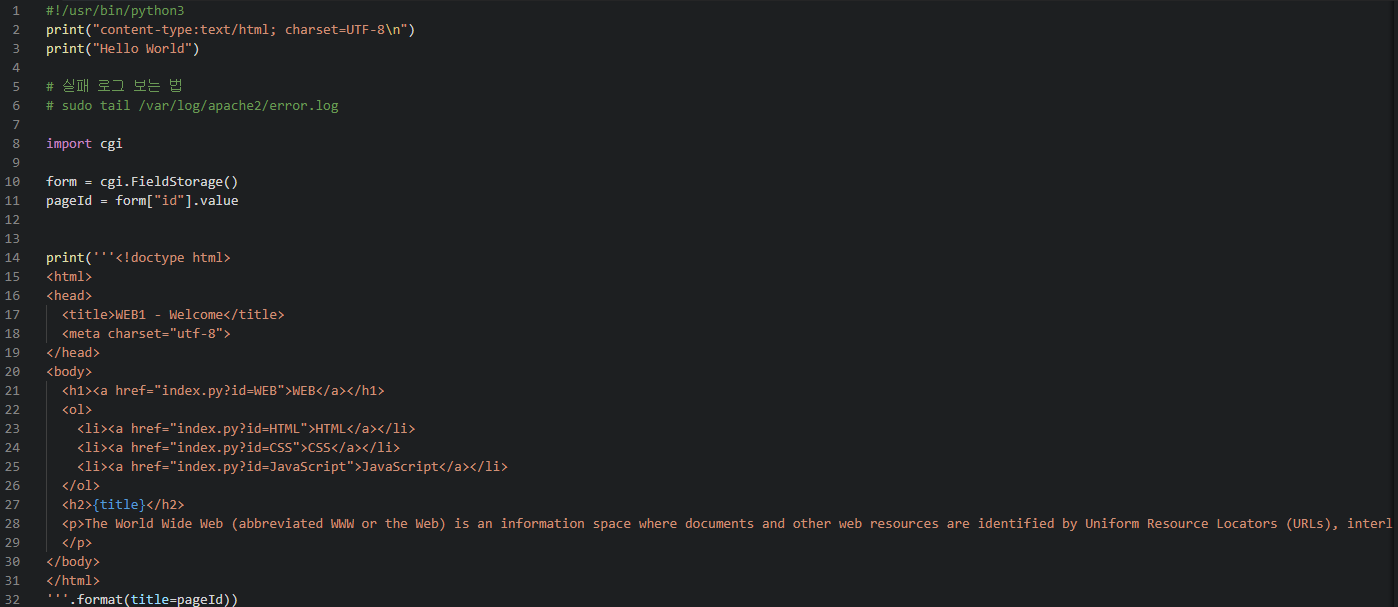 1 #!/usr/bin/python3
2 print("content-type:text/html; charset=UTF-8\n")
3 print("Hello World")
4
5 # 실패 로그 보는 법
6 # sudo tail /var/log/apache2/error.log
7
8 import cgi
9
10 form = cgi.FieldStorage()
11 pageId = form["id"].value
12
13
14 print('''<!doctype html>
15 <html>
16 <head>
17 <title>WEB1 - Welcome</title>
18 <meta charset="utf-8">
19 </head>
20 <body>
21 <h1><a href="index.py?id=WEB">WEB</a></h1>
22 <ol>
23 <li><a href="index.py?id=HTML">HTML</a></li>
24 <li><a href="index.py?id=CSS">CSS</a></li>
25 <li><a href="index.py?id=JavaScript">JavaScript</a></li>
26 </ol>
27 <h2>{title}</h2>
28 <p>The World Wide Web (abbreviated WWW or the Web) is an information space where documents and other web resources are identified by Uniform Resource Locators (URLs), interl
29 </p>
30 </body>
31 </html>
32 '''.format(title=pageId))